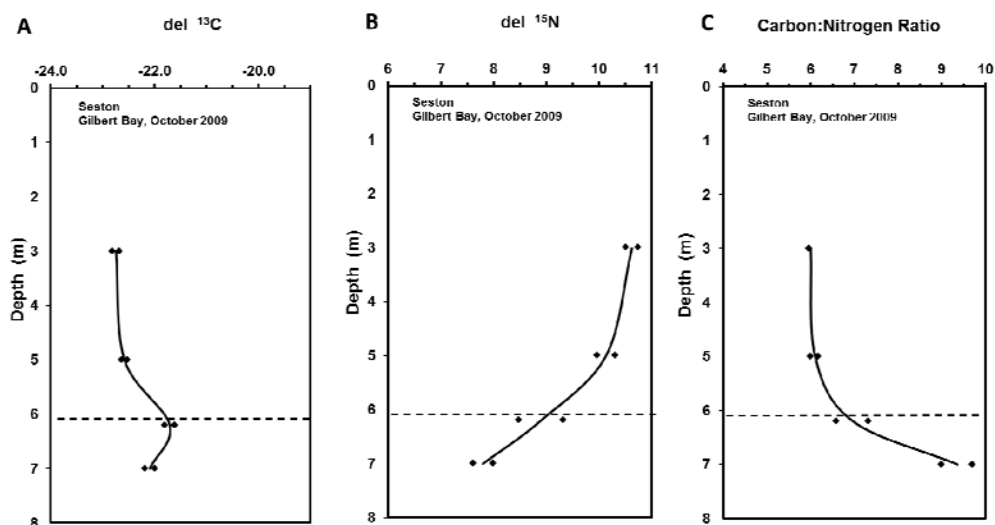 A
del ¹³C
-24.0 -22.0 -20.0
0
Seston
Gilbert Bay, October 2009
1
2
3
4
5
6
7
8
Depth (m)
B
del ¹⁵N
6 7 8 9 10 11
0
Seston
Gilbert Bay, October 2009
1
2
3
4
5
6
7
8
Depth (m)
C
Carbon:Nitrogen Ratio
4 5 6 7 8 9 10
0
Seston
Gilbert Bay, October 2009
1
2
3
4
5
6
7
8
Depth (m)